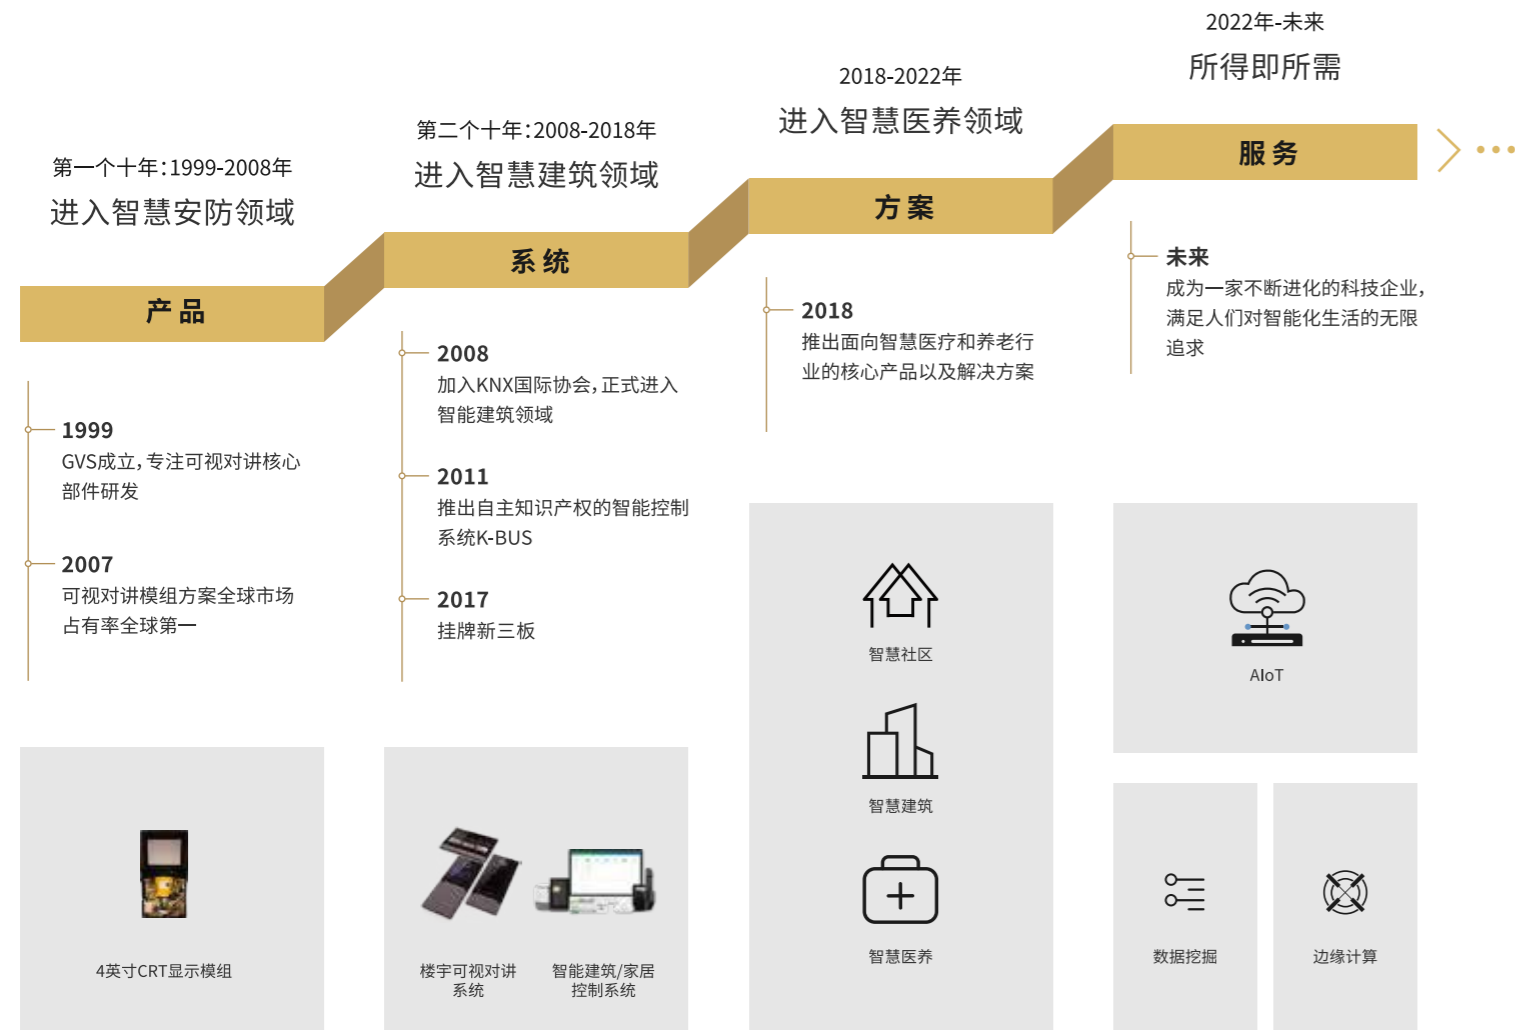 第一个十年:1999-2008年
进入智慧安防领域
产品
1999
GVS成立,专注可视对讲核心
部件研发
2007
可视对讲模组方案全球市场
占有率全球第一
4英寸CRT显示模组
第二个十年:2008-2018年
进入智慧建筑领域
系统
2008
加入KNX国际协会,正式进入
智能建筑领域
2011
推出自主知识产权的智能控制
系统K-BUS
2017
挂牌新三板
楼宇可视对讲
系统
智能建筑/家居
控制系统
2018-2022年
进入智慧医养领域
方案
2018
推出面向智慧医疗和养老行
业的核心产品以及解决方案
智慧社区
智慧建筑
智慧医养
2022年-未来
所得即所需
服务
未来
成为一家不断进化的科技企业,
满足人们对智能化生活的无限
追求
AIoT
数据挖掘
边缘计算